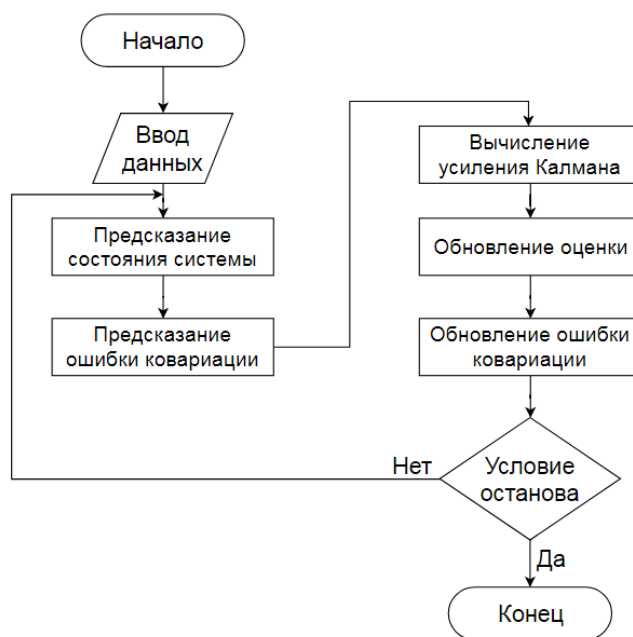 Начало
Ввод
данных
Предсказание
состояния системы
Предсказание
ошибки ковариации
Вычисление
усиления Калмана
Обновление оценки
Обновление ошибки
ковариации
Условие
останова
Нет
Да
Конец